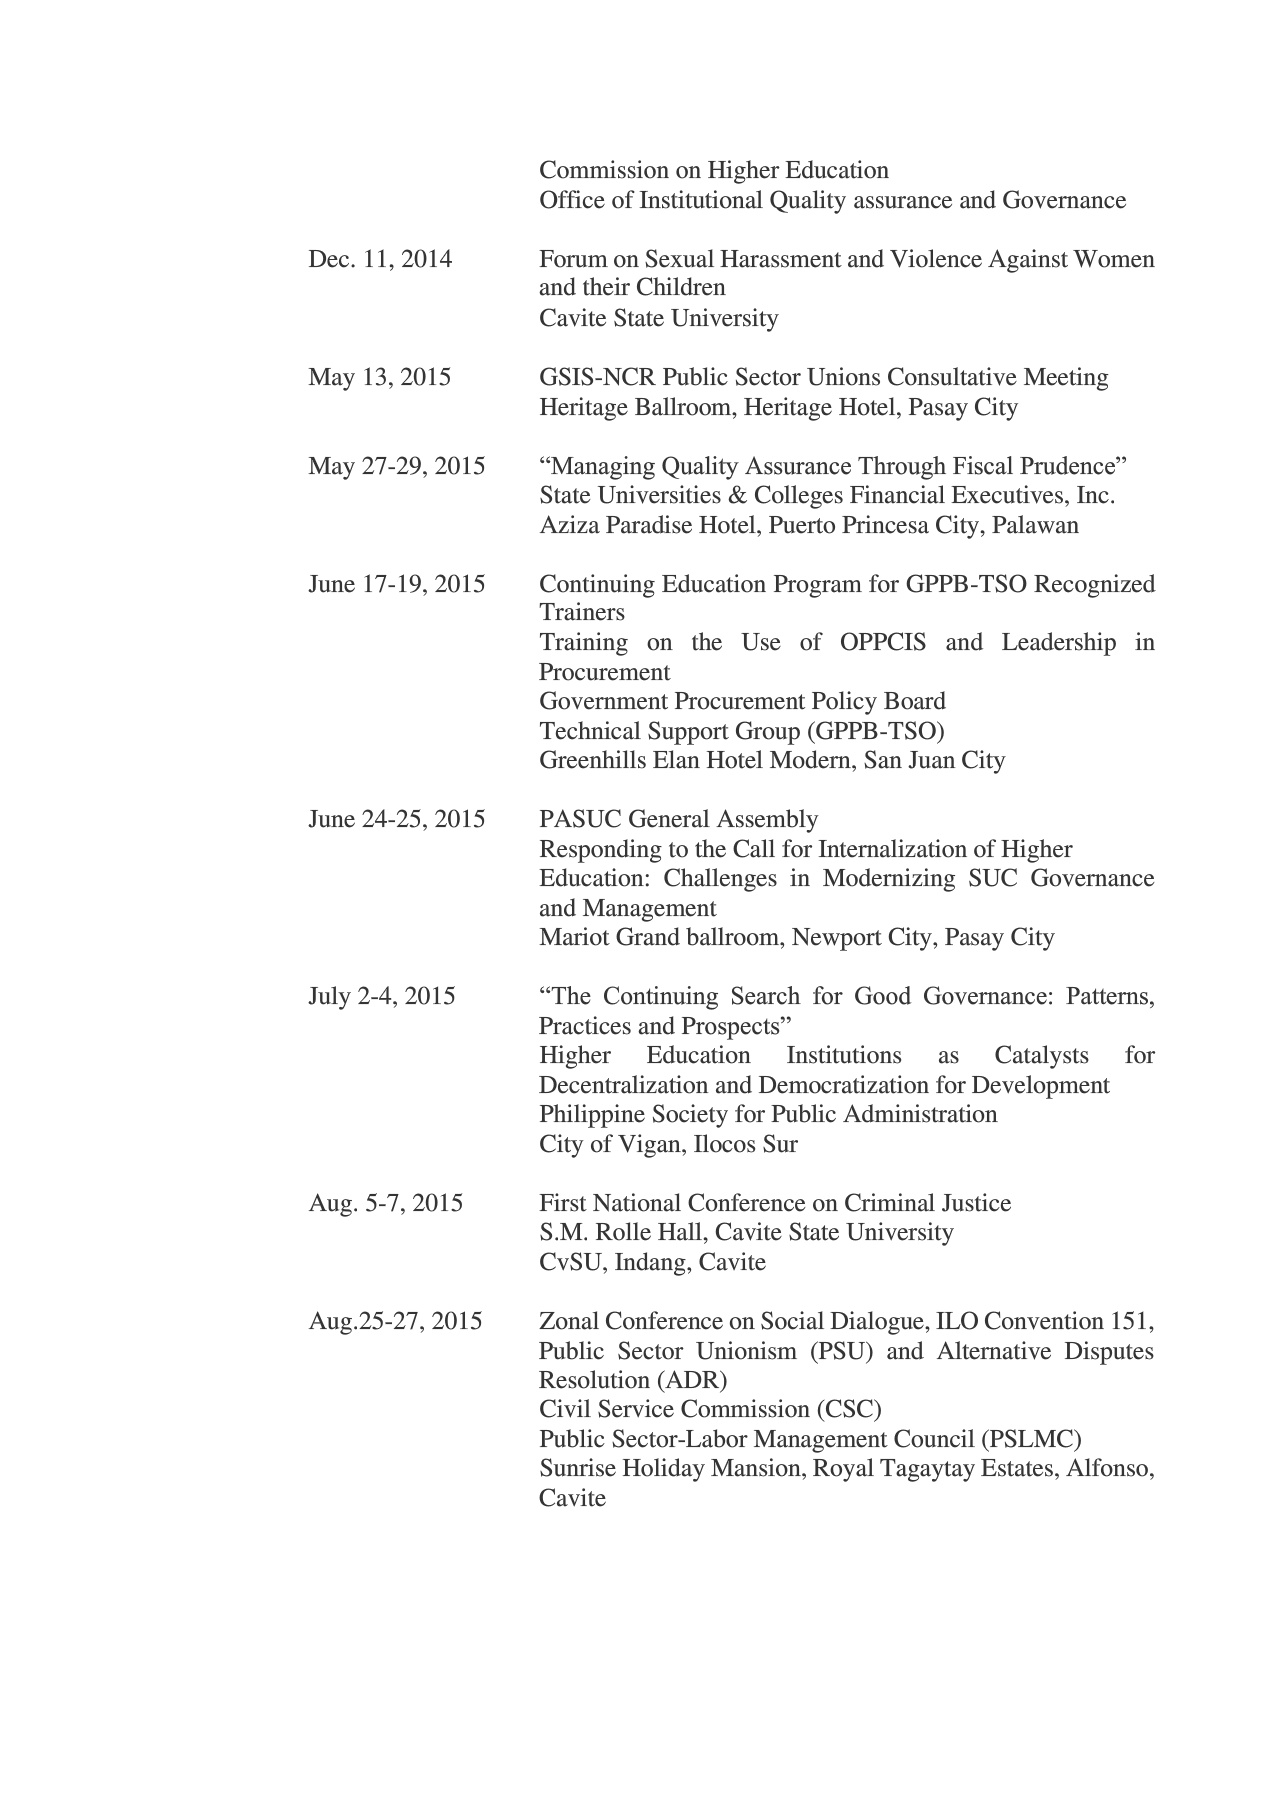 Commission on Higher Education
Office of Institutional Quality assurance and Governance
Dec. 11, 2014 Forum on Sexual Harassment and Violence Against Women
and their Children
Cavite State University
May 13, 2015 GSIS-NCR Public Sector Unions Consultative Meeting
Heritage Ballroom, Heritage Hotel, Pasay City
May 27-29, 2015 “Managing Quality Assurance Through Fiscal Prudence”
State Universities & Colleges Financial Executives, Inc.
Aziza Paradise Hotel, Puerto Princesa City, Palawan
June 17-19, 2015 Continuing Education Program for GPPB-TSO Recognized
Trainers
Training on the Use of OPPCIS and Leadership in
Procurement
Government Procurement Policy Board
Technical Support Group (GPPB-TSO)
Greenhills Elan Hotel Modern, San Juan City
June 24-25, 2015 PASUC General Assembly
Responding to the Call for Internalization of Higher
Education: Challenges in Modernizing SUC Governance
and Management
Mariot Grand ballroom, Newport City, Pasay City
July 2-4, 2015 “The Continuing Search for Good Governance: Patterns,
Practices and Prospects”
Higher Education Institutions as Catalysts for
Decentralization and Democratization for Development
Philippine Society for Public Administration
City of Vigan, Ilocos Sur
Aug. 5-7, 2015 First National Conference on Criminal Justice
S.M. Rolle Hall, Cavite State University
CvSU, Indang, Cavite
Aug.25-27, 2015 Zonal Conference on Social Dialogue, ILO Convention 151,
Public Sector Unionism (PSU) and Alternative Disputes
Resolution (ADR)
Civil Service Commission (CSC)
Public Sector-Labor Management Council (PSLMC)
Sunrise Holiday Mansion, Royal Tagaytay Estates, Alfonso,
Cavite